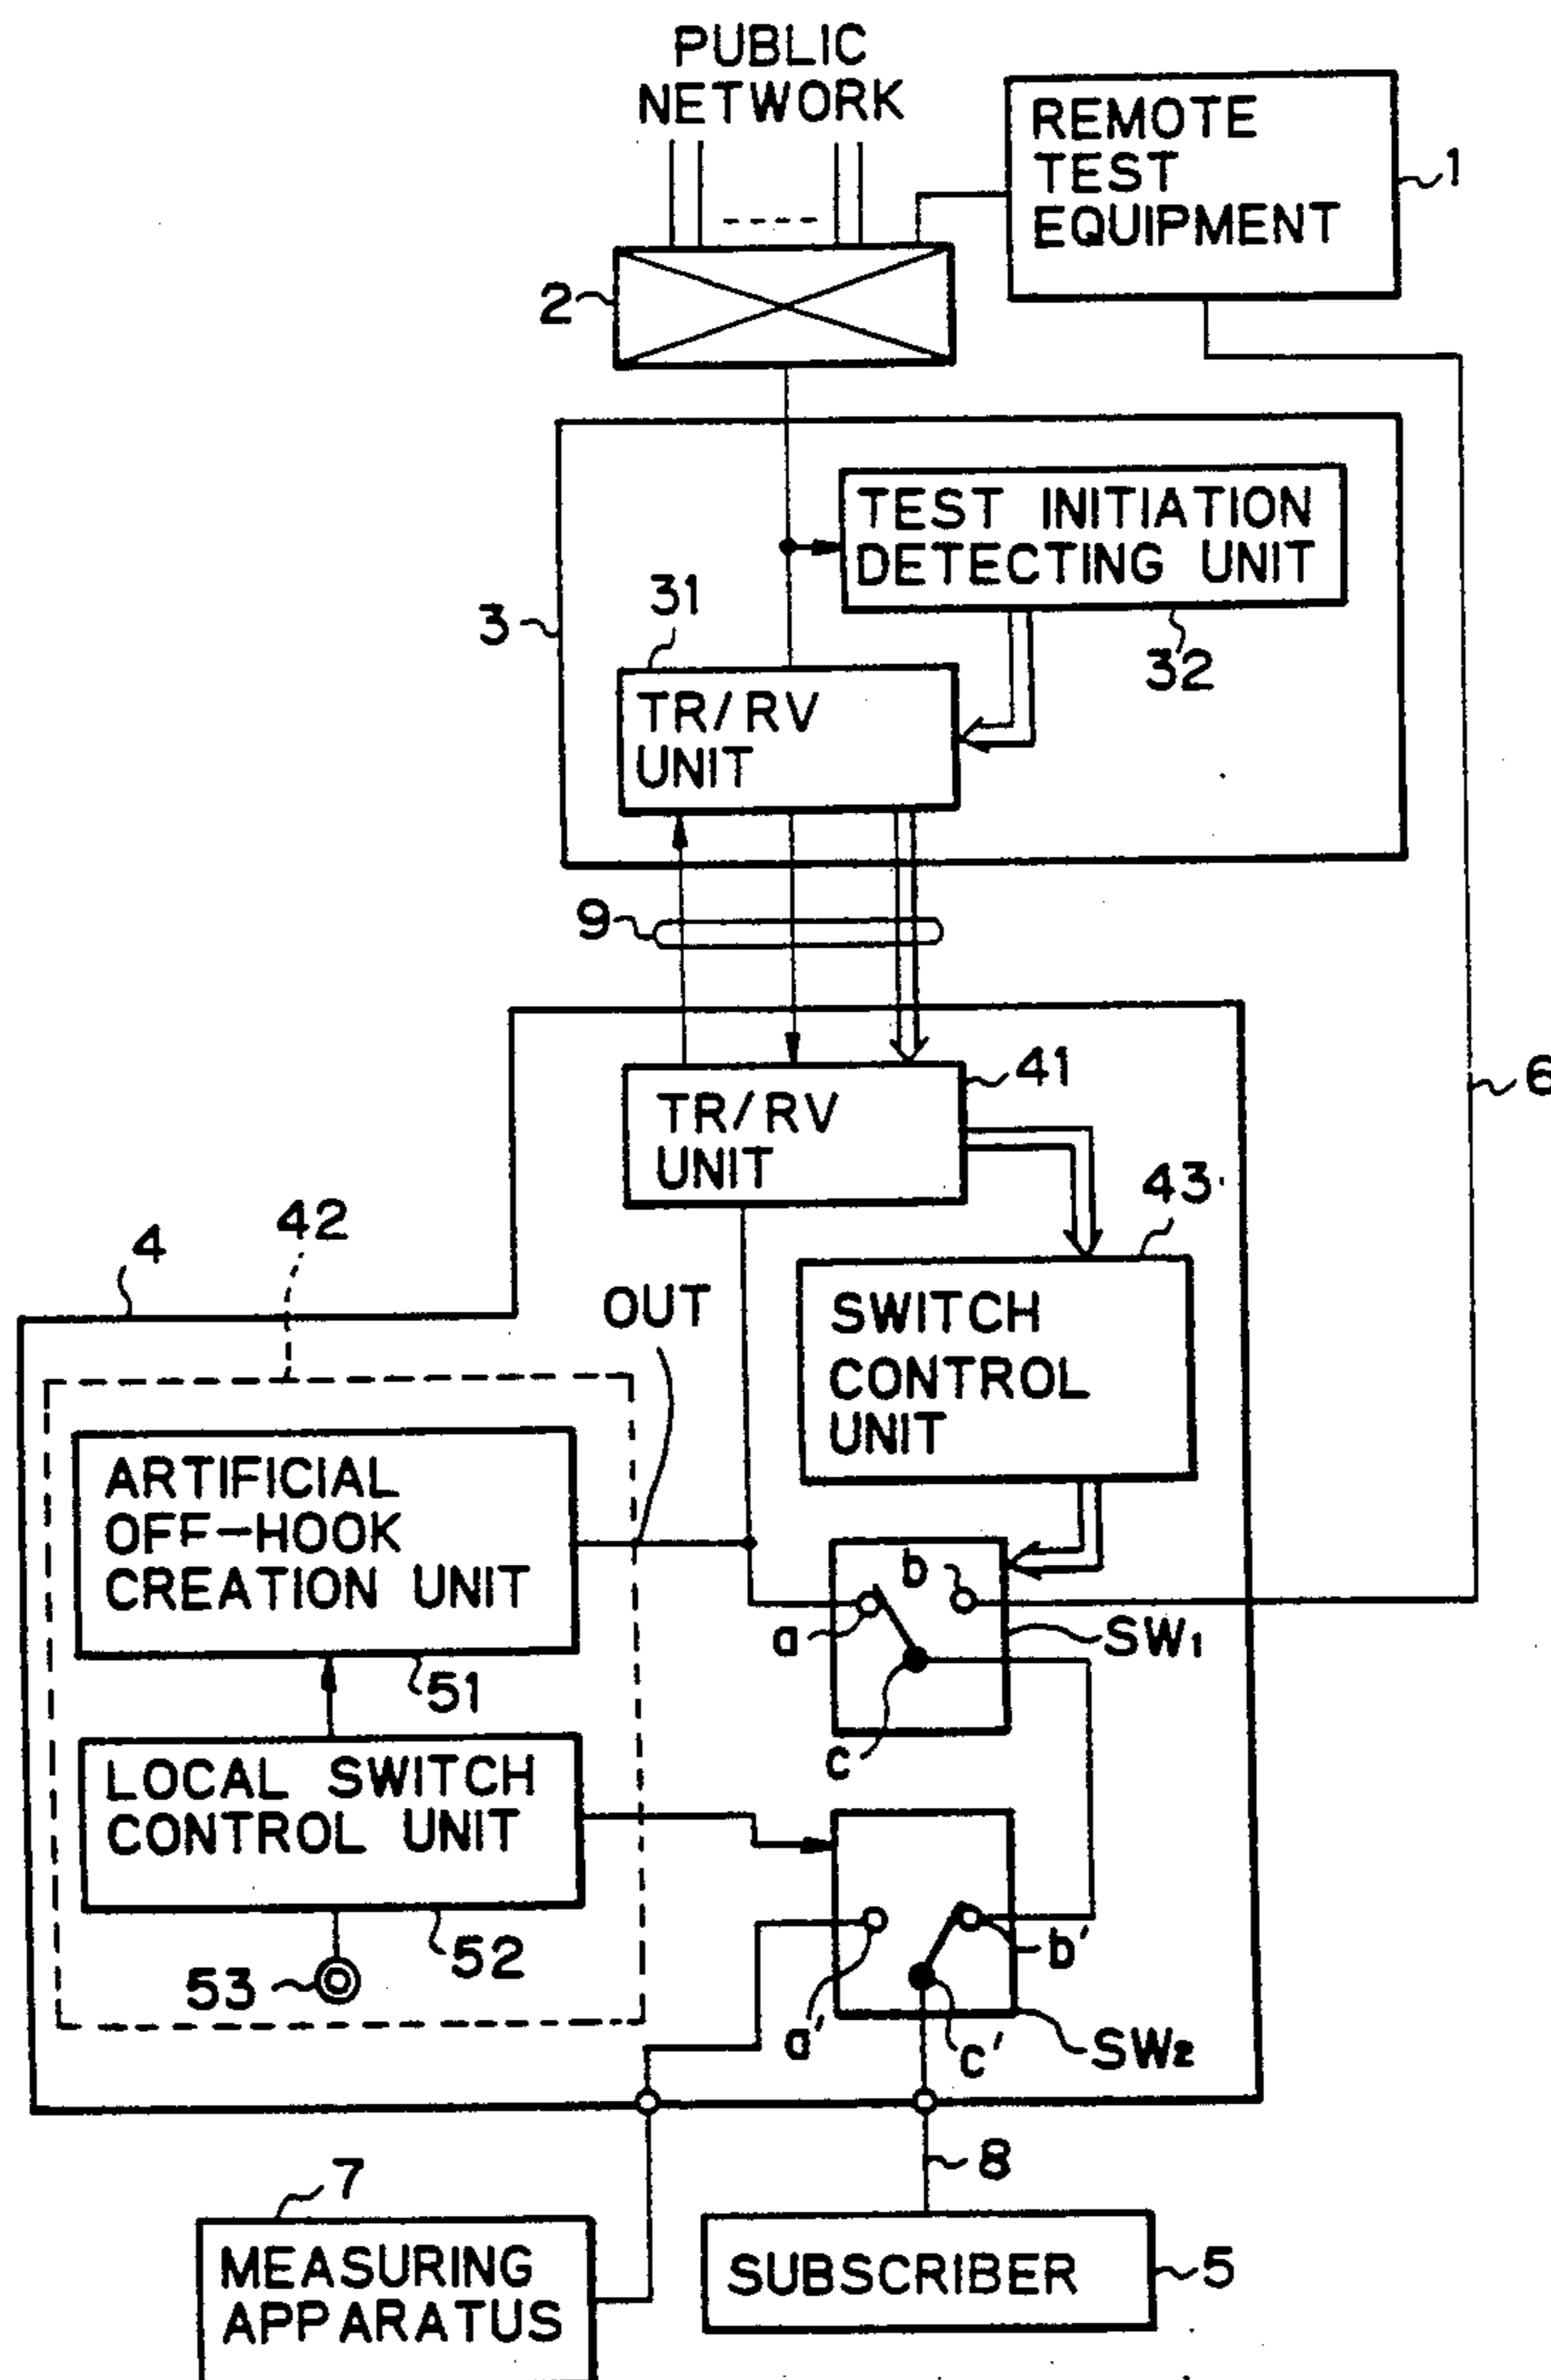 PUBLIC
NETWORK
REMOTE
TEST
EQUIPMENT
1
2
TEST INITIATION
DETECTING UNIT
31
3
32
TR/RV
UNIT
9
41
6
TR/RV
UNIT
43
42
4
OUT
SWITCH
CONTROL
UNIT
ARTIFICIAL
OFF-HOOK
CREATION UNIT
b
a
SW1
51
c
LOCAL SWITCH
CONTROL UNIT
52
b'
53
a'
c'
SW2
8
7
MEASURING
APPARATUS
SUBSCRIBER
5